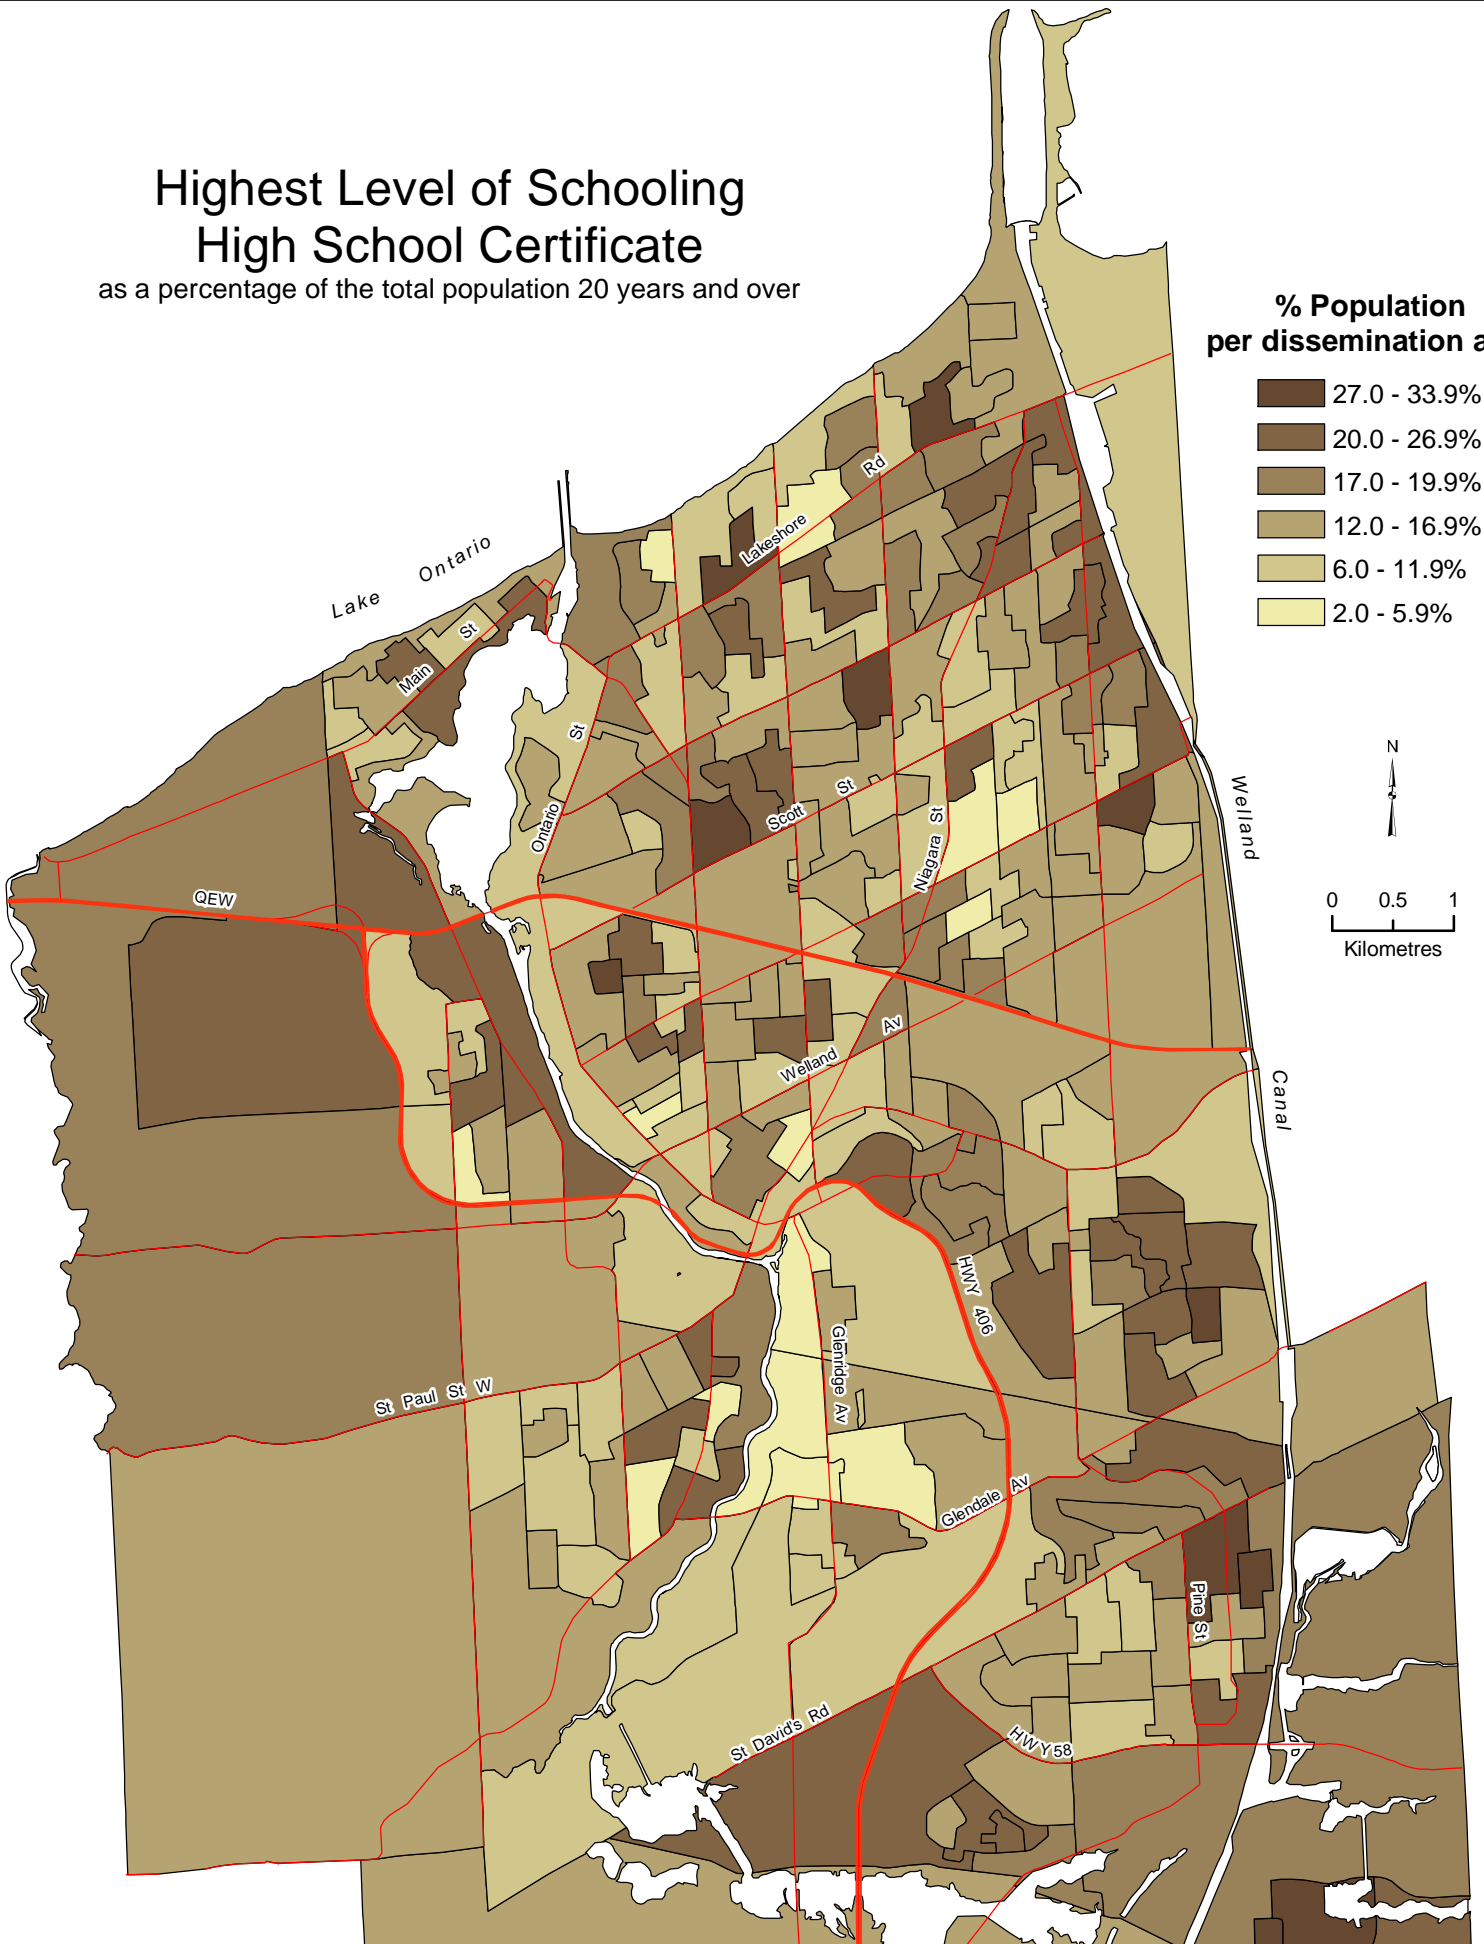 Highest Level of Schooling
High School Certificate
as a percentage of the total population 20 years and over
% Population
per dissemination a
27.0 - 33.9%
20.0 - 26.9%
17.0 - 19.9%
12.0 - 16.9%
6.0 - 11.9%
2.0 - 5.9%
Lake Ontario
Main St
Lakeshore Rd
Ontario St
Scott St
Niagara St
Welland Canal
N
0 0.5 1
Kilometres
QEW
Welland Av
HWY 406
Glenridge Av
St Paul St W
Glendale Av
Pine St
St David's Rd
HWY58